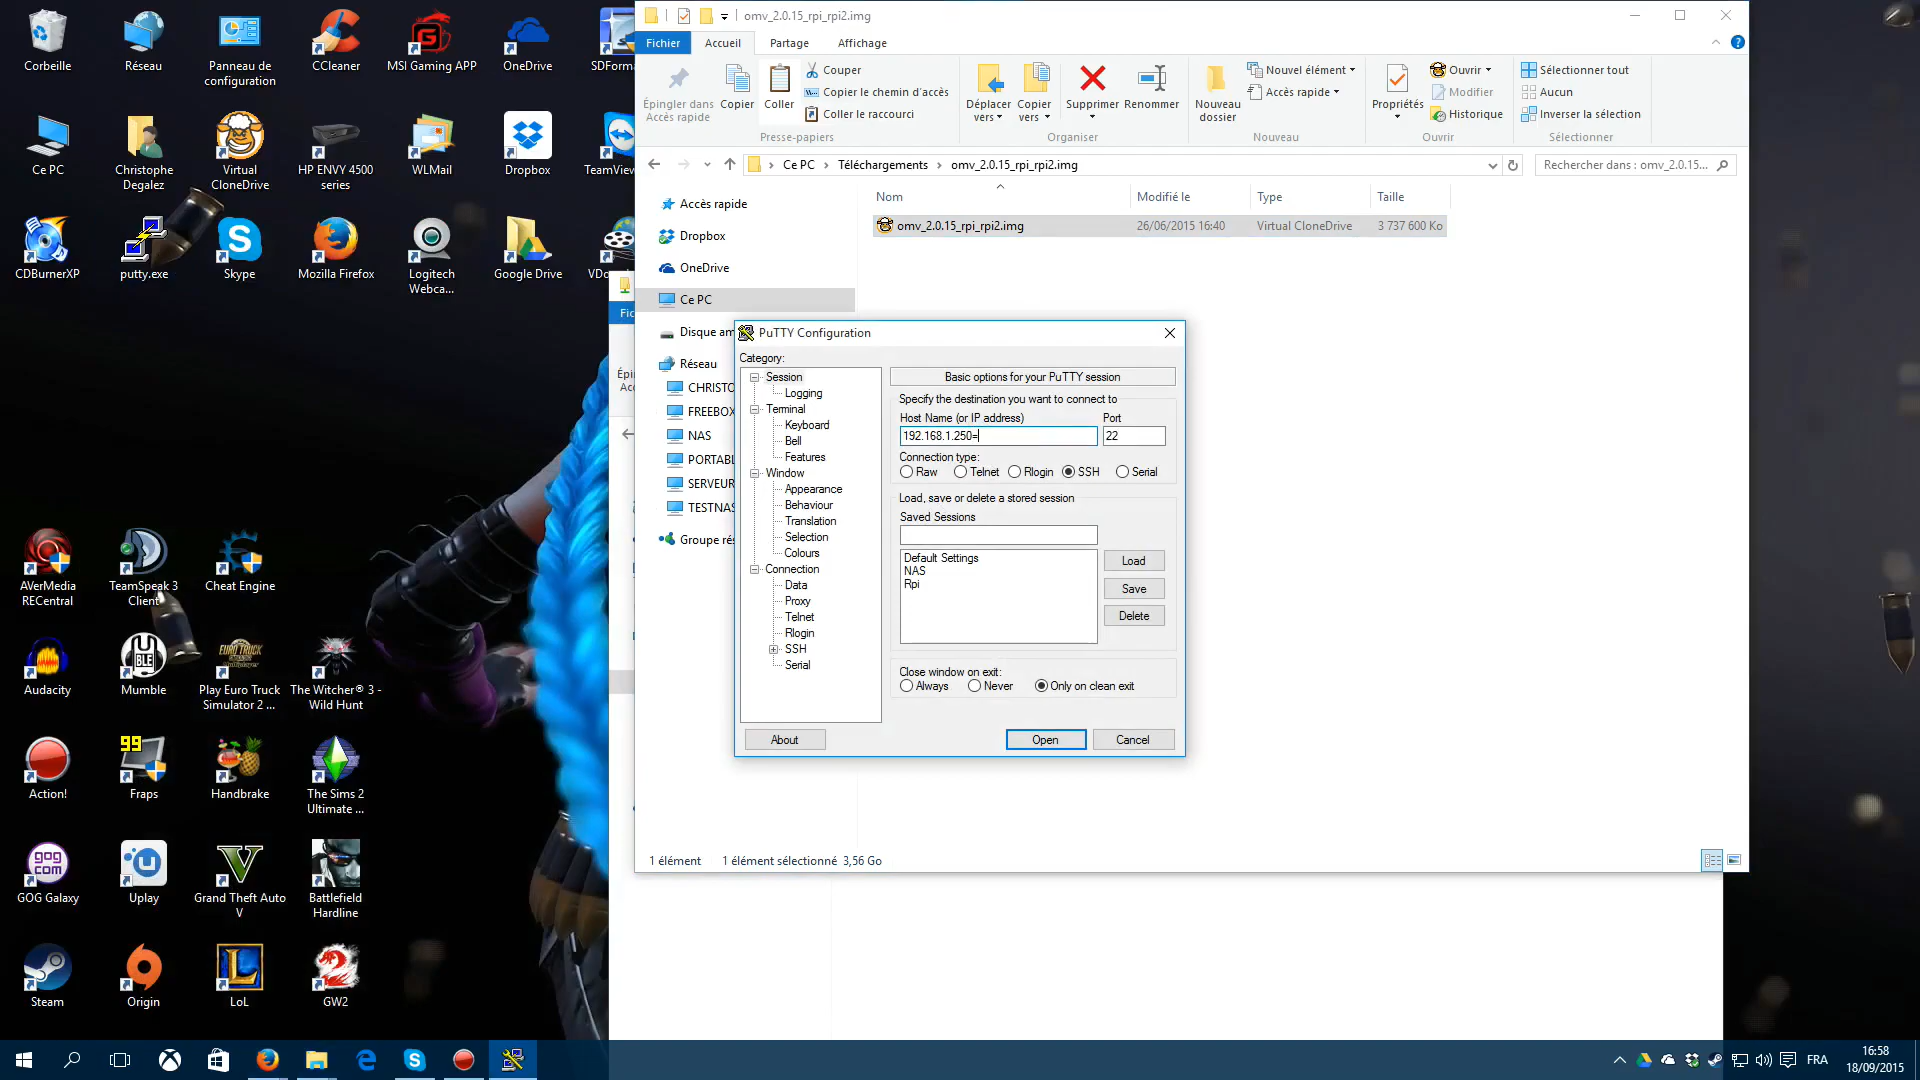 Corbeille
Réseau
Panneau de configuration
CCleaner
MSI Gaming APP
OneDrive
SDForma
Ce PC
Christophe Degalez
Virtual CloneDrive
HP ENVY 4500 series
WLMail
Dropbox
TeamView
CDBurnerXP
putty.exe
Skype
Mozilla Firefox
Logitech Webca...
Google Drive
AVerMedia RECentral
TeamSpeak 3 Client
Cheat Engine
Audacity
Mumble
Play Euro Truck Simulator 2 ...
The Witcher® 3 - Wild Hunt
Action!
99
Fraps
Handbrake
The Sims 2 Ultimate ...
GOG Galaxy
Uplay
Grand Theft Auto V
Battlefield Hardline
Steam
Origin
LoL
GW2
omv_2.0.15_rpi_rpi2.img
Fichier
Accueil
Partage
Affichage
Épingler dans Accès rapide
Copier
Coller
Couper
Copier le chemin d'accès
Coller le raccourci
Presse-papiers
Déplacer vers
Copier vers
Supprimer
Renommer
Organiser
Nouveau dossier
Nouvel élément
Accès rapide
Nouveau
Propriétés
Ouvrir
Modifier
Historique
Ouvrir
Sélectionner tout
Aucun
Inverser la sélection
Sélectionner
Ce PC
Téléchargements
omv_2.0.15_rpi_rpi2.img
Rechercher dans : omv_2.0.15...
Nom
Modifié le
Type
Taille
omv_2.0.15_rpi_rpi2.img
26/06/2015 16:40
Virtual CloneDrive
3 737 600 Ko
Accès rapide
Dropbox
OneDrive
Ce PC
Disque am
Réseau
CHRISTO
FREEBOX
NAS
PORTABL
SERVEUR
TESTNAS
Groupe rés
PuTTY Configuration
Category:
Session
Logging
Terminal
Keyboard
Bell
Features
Window
Appearance
Behaviour
Translation
Selection
Colours
Connection
Data
Proxy
Telnet
Rlogin
SSH
Serial
Basic options for your PuTTY session
Specify the destination you want to connect to
Host Name (or IP address)
Port
192.168.1.250=
22
Connection type:
Raw
Telnet
Rlogin
SSH
Serial
Load, save or delete a stored session
Saved Sessions
Default Settings
NAS
Rpi
Load
Save
Delete
Close window on exit:
Always
Never
Only on clean exit
About
Open
Cancel
1 élément
1 élément sélectionné 3,56 Go
FRA
16:58
18/09/2015